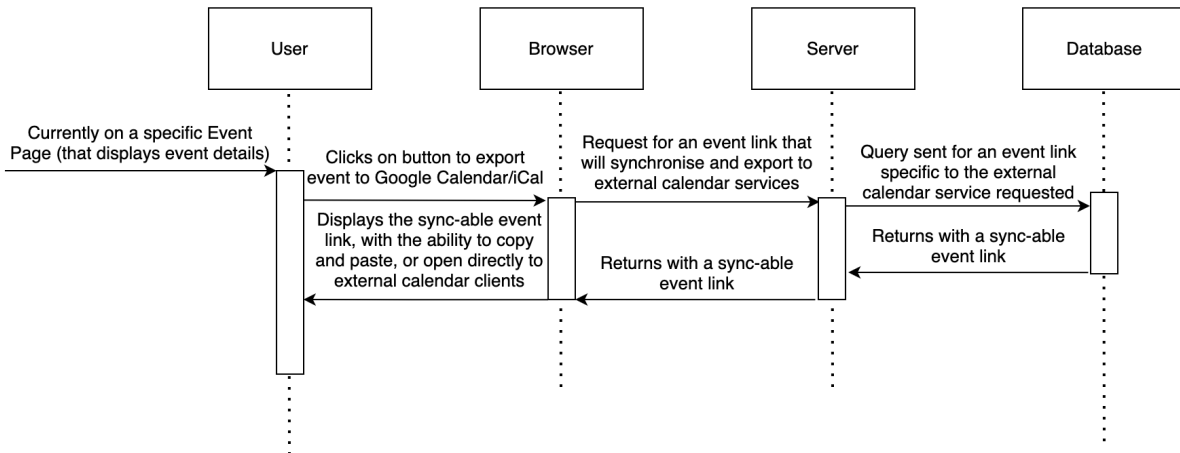 User
Browser
Server
Database
Currently on a specific Event
Page (that displays event details)
Clicks on button to export
event to Google Calendar/iCal
Request for an event link that
will synchronise and export to
external calendar services
Query sent for an event link
specific to the external
calendar service requested
Displays the sync-able event
link, with the ability to copy
and paste, or open directly to
external calendar clients
Returns with a sync-able
event link
Returns with a sync-able
event link